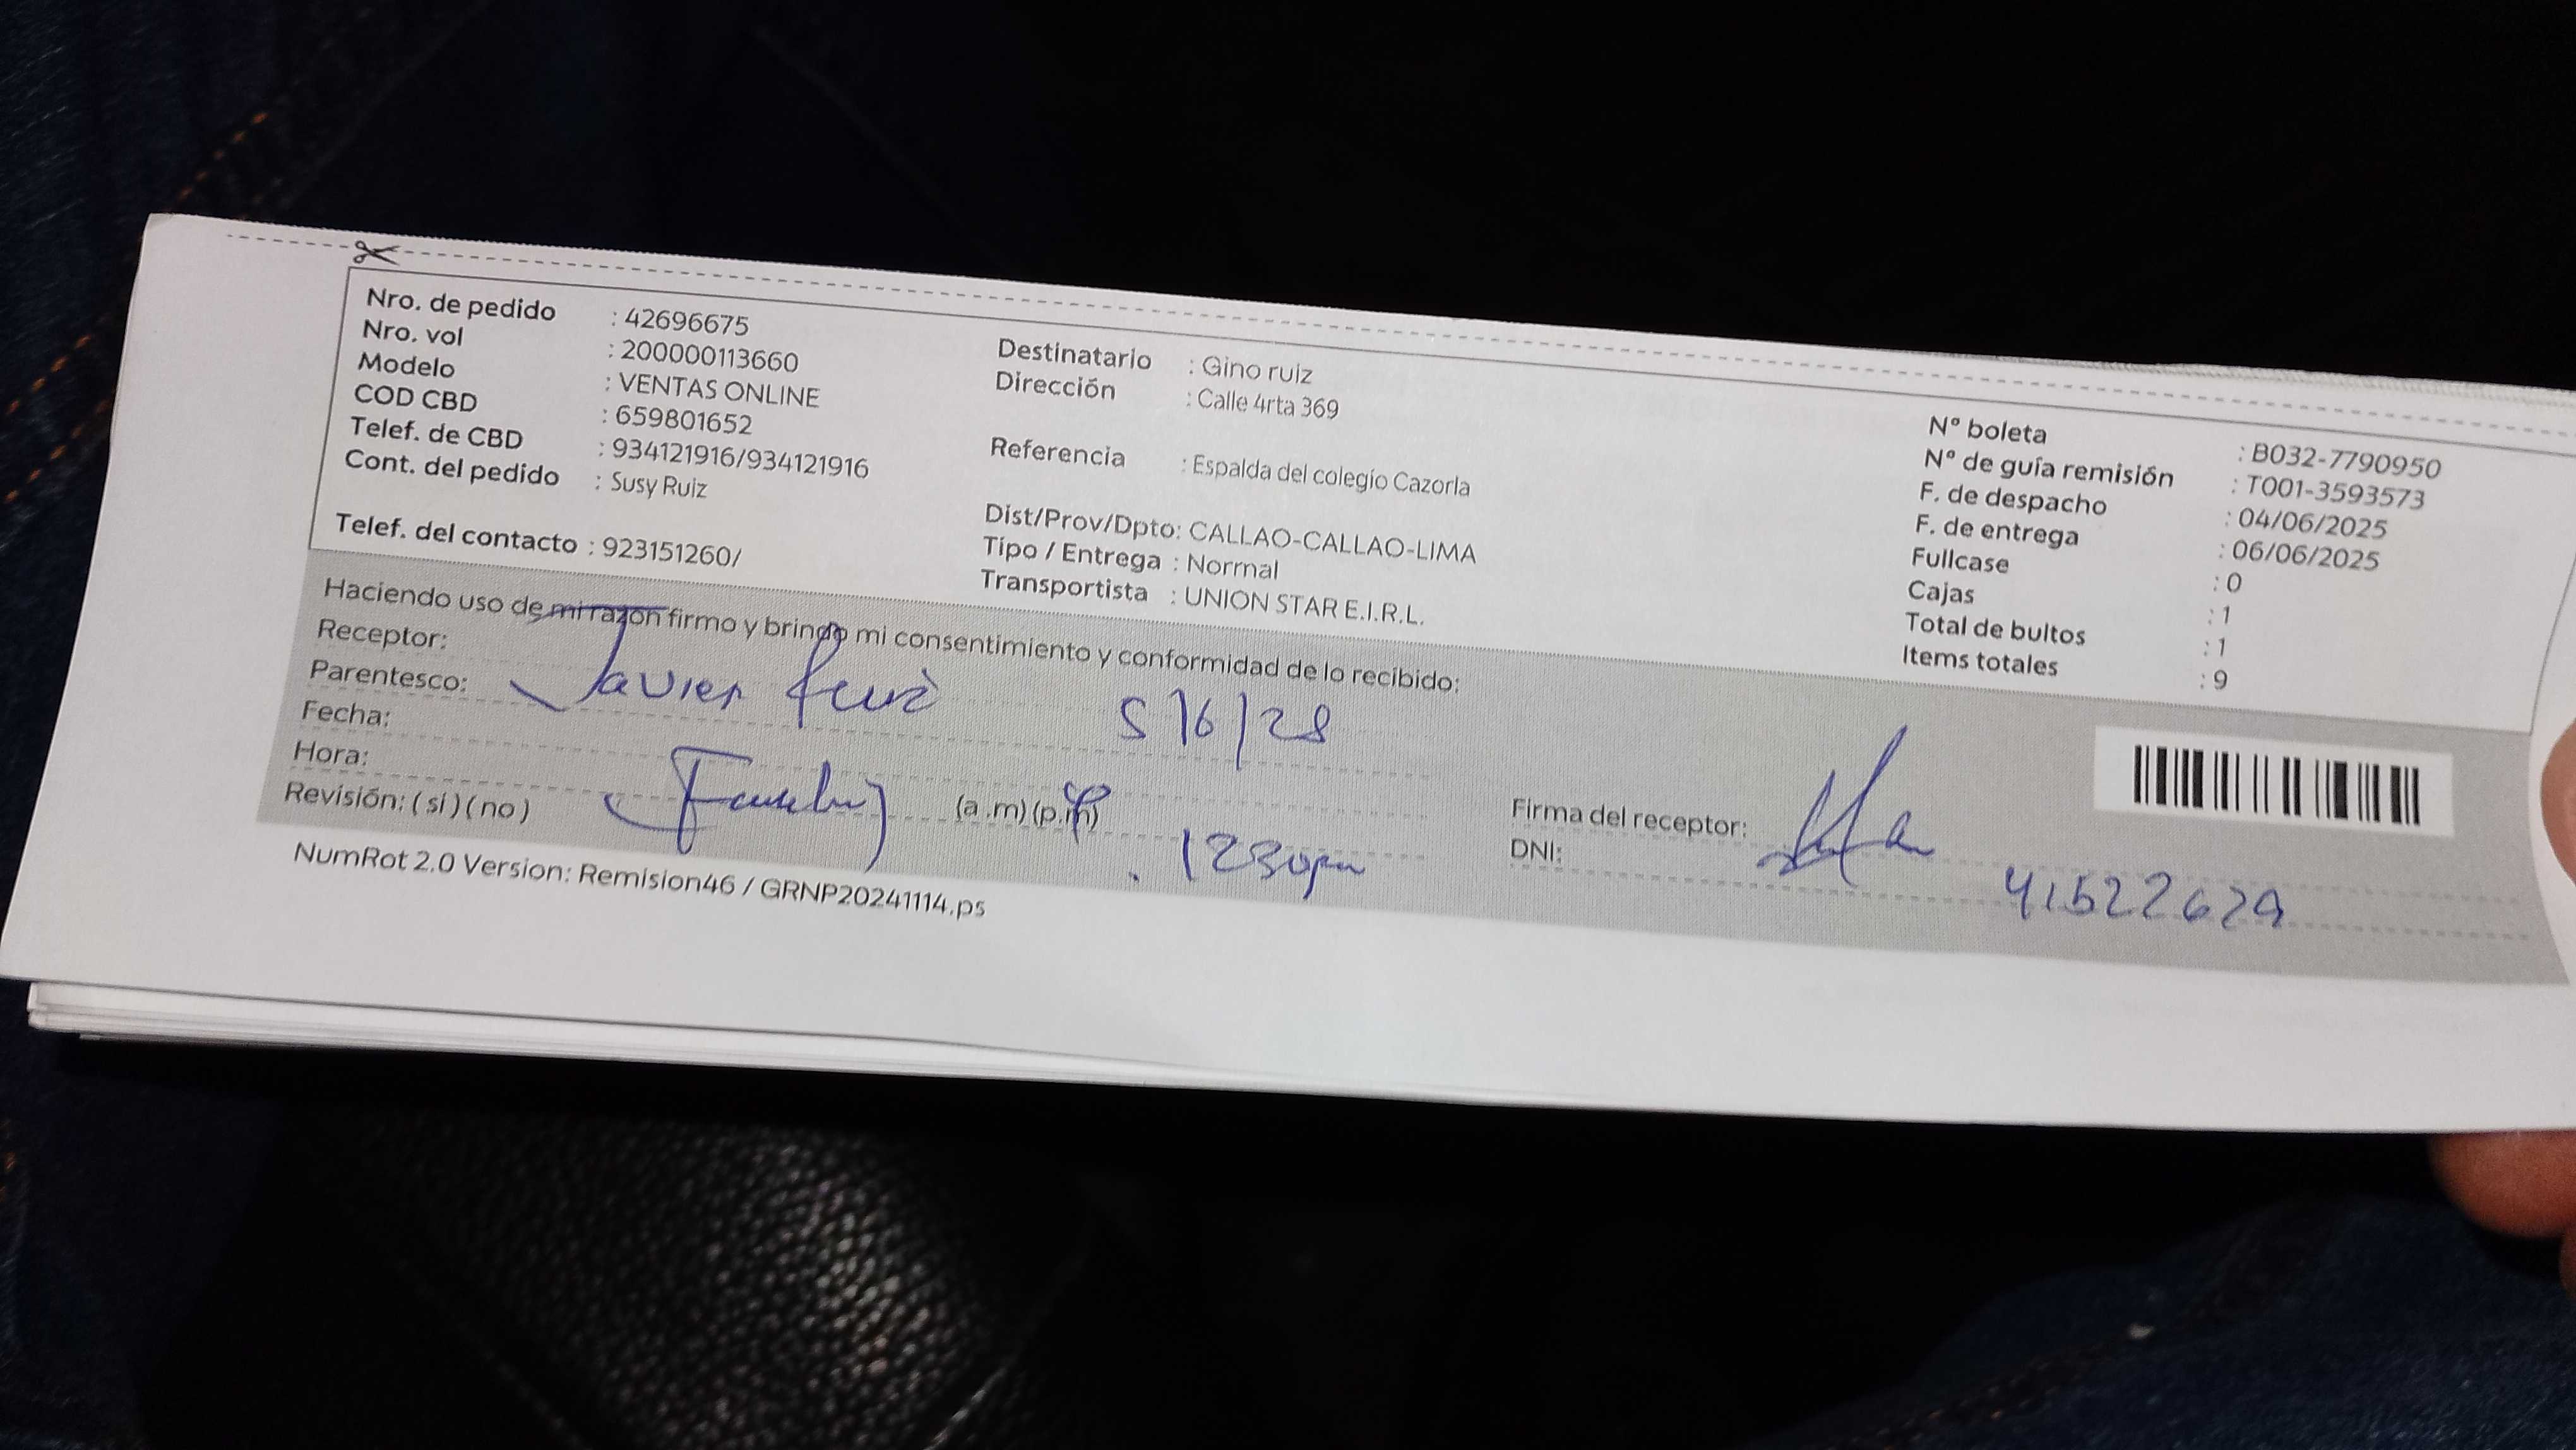 Nro. de pedido : 42696675
Nro. vol : 200000113660
Modelo : VENTAS ONLINE
COD CBD : 659801652
Telef. de CBD : 934121916/934121916
Cont. del pedido : Susy Ruiz
Telef. del contacto : 923151260/
Destinatario : Gino ruiz
Dirección : Calle 4rta 369
Referencia : Espalda del colegio Cazorla
Dist/Prov/Dpto: CALLAO-CALLAO-LIMA
Tipo / Entrega : Normal
Transportista : UNION STAR E.I.R.L.
N° boleta : B032-7790950
N° de guía remisión : T001-3593573
F. de despacho : 04/06/2025
F. de entrega : 06/06/2025
Fullcase : 0
Cajas : 1
Total de bultos : 1
Items totales : 9
Haciendo uso de mi razón firmo y brindo mi consentimiento y conformidad de lo recibido:
Receptor:
Parentesco: Javier Ruiz
Fecha: 5/6/28
Hora: (a.m) (p.m)
Revisión: ( si ) ( no ) 1230pm
Firma del receptor:
DNI: 41522629
NumRot 2.0 Version: Remision46 / GRNP20241114.ps